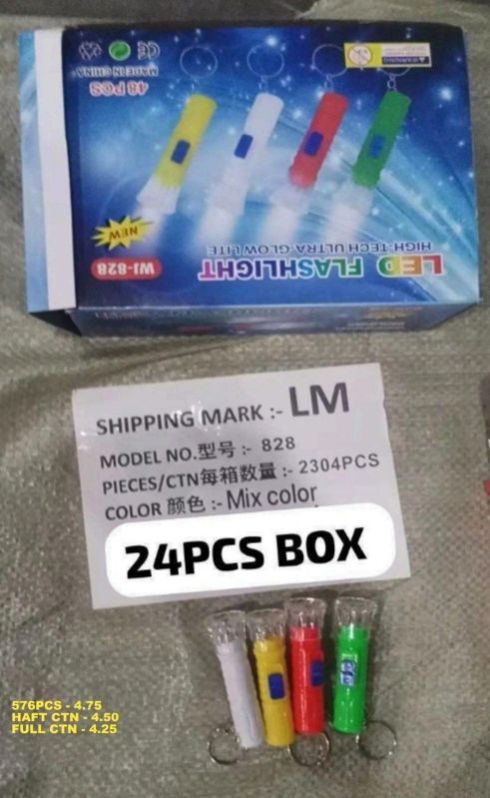 CE
MADE IN CHINA
48 PCS
NEW
WJ-828
LED FLASHLIGHT
HIGH-TECH ULTRA-GLOW LITE
SHIPPING MARK :- LM
MODEL NO.型号 :- 828
PIECES/CTN每箱数量 :- 2304PCS
COLOR 颜色 :- Mix color
24PCS BOX
576PCS - 4.75
HAFT CTN - 4.50
FULL CTN - 4.25